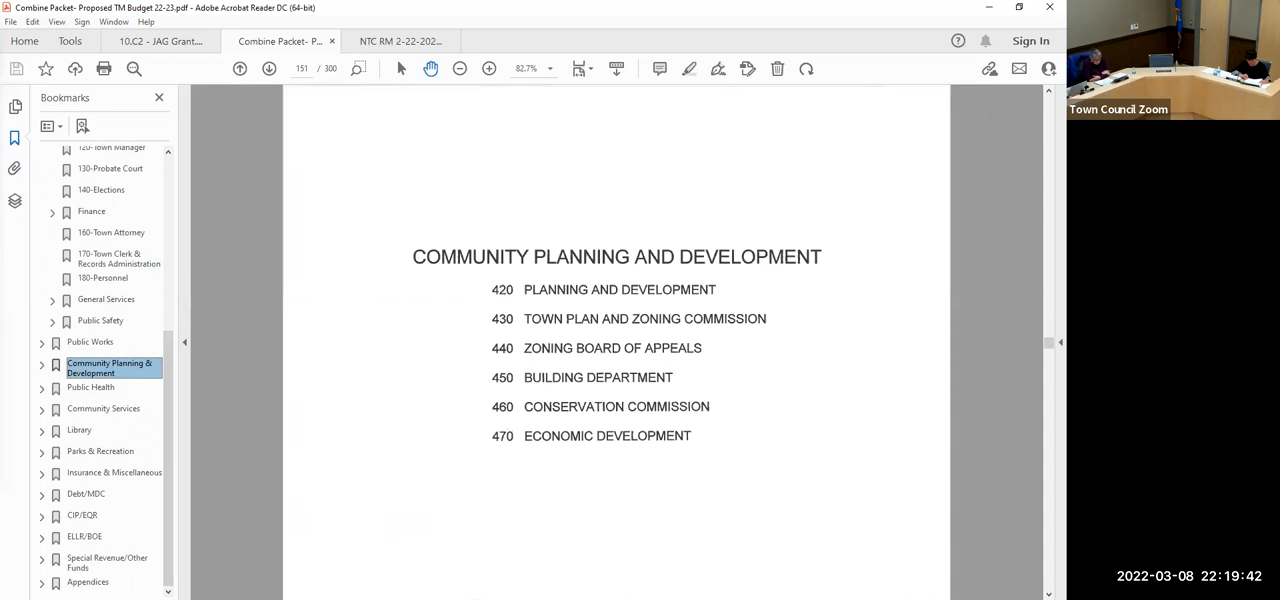 Combine Packet- Proposed TM Budget 22-23.pdf - Adobe Acrobat Reader DC (64-bit)
File Edit View Sign Window Help
Home Tools 10.C2 - JAG Grant.... Combine Packet- P... × NTC RM 2-22-202... Sign In
151 / 300 82.7%
Bookmarks
120-Town Manager
130-Probate Court
140-Elections
Finance
160-Town Attorney
170-Town Clerk &
Records Administration
180-Personnel
General Services
Public Safety
Public Works
Community Planning &
Development
Public Health
Community Services
Library
Parks & Recreation
Insurance & Miscellaneous
Debt/MDC
CIP/EQR
ELLR/BOE
Special Revenue/Other
Funds
Appendices
COMMUNITY PLANNING AND DEVELOPMENT
420 PLANNING AND DEVELOPMENT
430 TOWN PLAN AND ZONING COMMISSION
440 ZONING BOARD OF APPEALS
450 BUILDING DEPARTMENT
460 CONSERVATION COMMISSION
470 ECONOMIC DEVELOPMENT
Town Council Zoom
2022-03-08 22:19:42